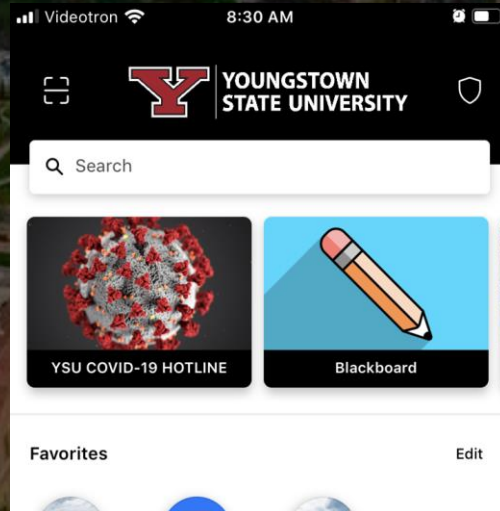 Videotron 8:30 AM
YOUNGSTOWN
STATE UNIVERSITY
Search
YSU COVID-19 HOTLINE Blackboard
Favorites Edit